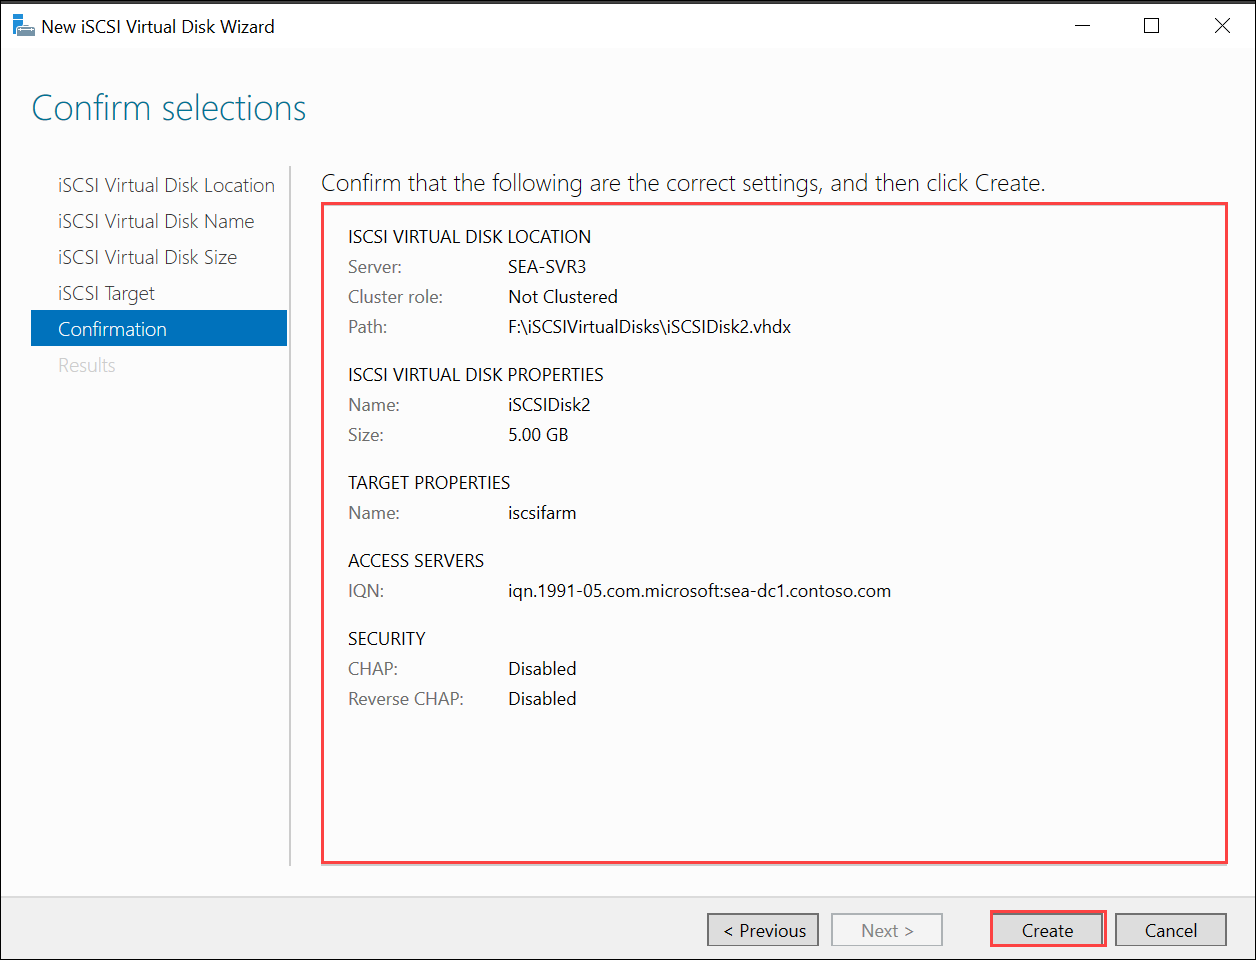 New iSCSI Virtual Disk Wizard
Confirm selections
iSCSI Virtual Disk Location
iSCSI Virtual Disk Name
iSCSI Virtual Disk Size
iSCSI Target
Confirmation
Results
Confirm that the following are the correct settings, and then click Create.
ISCSI VIRTUAL DISK LOCATION
Server: SEA-SVR3
Cluster role: Not Clustered
Path: F:\iSCSIVirtualDisks\iSCSIDisk2.vhdx
ISCSI VIRTUAL DISK PROPERTIES
Name: iSCSIDisk2
Size: 5.00 GB
TARGET PROPERTIES
Name: iscsifarm
ACCESS SERVERS
IQN: iqn.1991-05.com.microsoft:sea-dc1.contoso.com
SECURITY
CHAP: Disabled
Reverse CHAP: Disabled
< Previous Next > Create Cancel